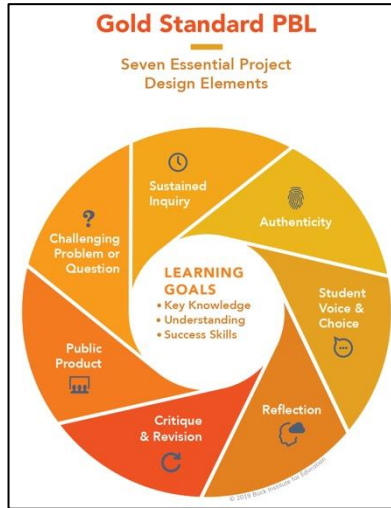 Gold Standard PBL
Seven Essential Project
Design Elements
Sustained
Inquiry
Authenticity
Student
Voice &
Choice
Reflection
Critique
& Revision
Public
Product
?
Challenging
Problem or
Question
LEARNING
GOALS
• Key Knowledge
• Understanding
• Success Skills
© 2019 Buck Institute for Education